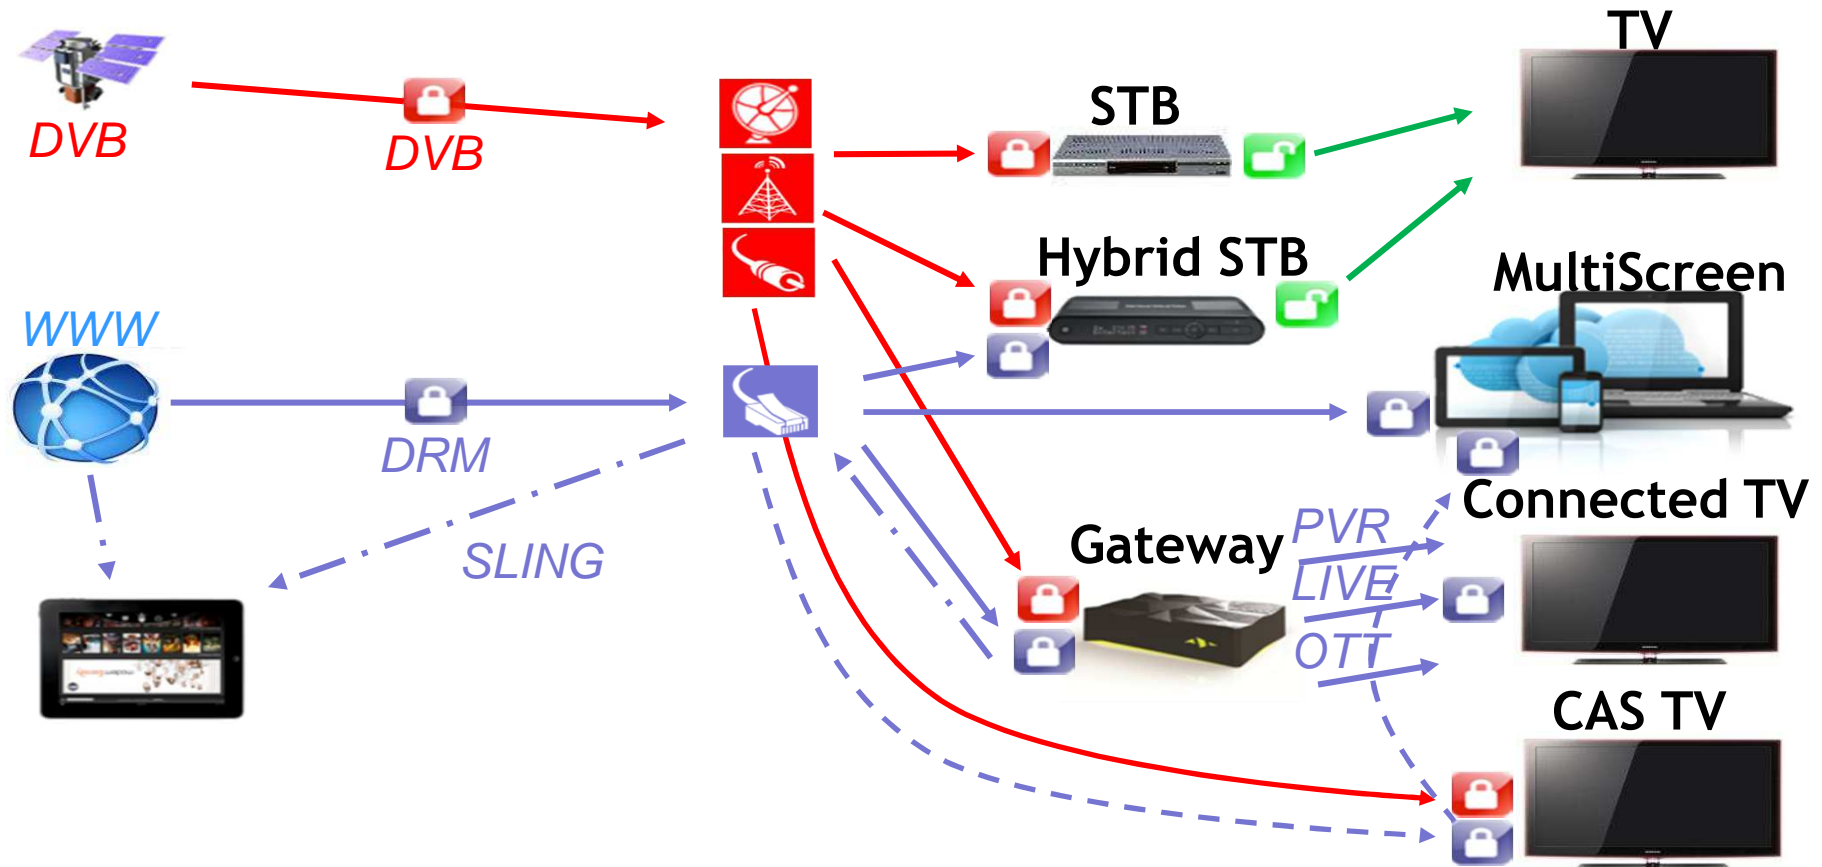 TV
STB
DVB
DVB
Hybrid STB
MultiScreen
WWW
DRM
Connected TV
PVR
Gateway
SLING
LIVE
OTT
CAS TV